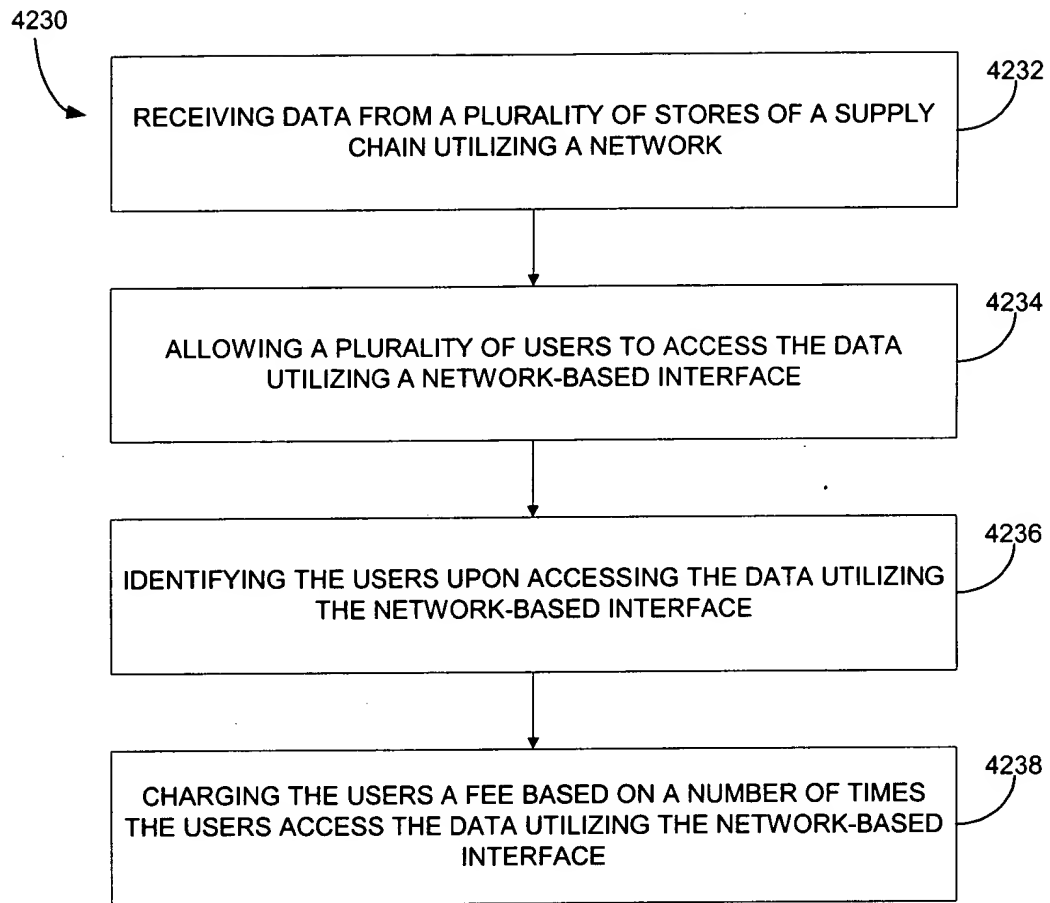 4230
4232
RECEIVING DATA FROM A PLURALITY OF STORES OF A SUPPLY
CHAIN UTILIZING A NETWORK
4234
ALLOWING A PLURALITY OF USERS TO ACCESS THE DATA
UTILIZING A NETWORK-BASED INTERFACE
4236
IDENTIFYING THE USERS UPON ACCESSING THE DATA UTILIZING
THE NETWORK-BASED INTERFACE
4238
CHARGING THE USERS A FEE BASED ON A NUMBER OF TIMES
THE USERS ACCESS THE DATA UTILIZING THE NETWORK-BASED
INTERFACE